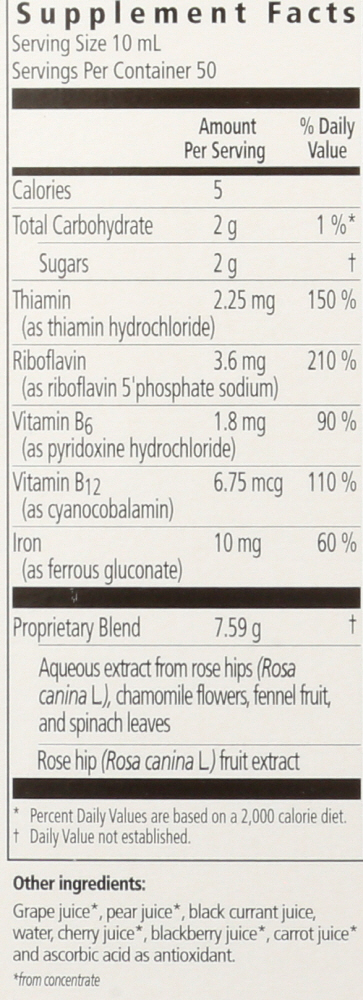 Supplement Facts
Serving Size 10 mL
Servings Per Container 50
Amount Per Serving % Daily Value
Calories 5
Total Carbohydrate 2 g 1 %*
Sugars 2 g †
Thiamin 2.25 mg 150 %
(as thiamin hydrochloride)
Riboflavin 3.6 mg 210 %
(as riboflavin 5'phosphate sodium)
Vitamin B6 1.8 mg 90 %
(as pyridoxine hydrochloride)
Vitamin B12 6.75 mcg 110 %
(as cyanocobalamin)
Iron 10 mg 60 %
(as ferrous gluconate)
Proprietary Blend 7.59 g †
Aqueous extract from rose hips (Rosa
canina L.), chamomile flowers, fennel fruit,
and spinach leaves
Rose hip (Rosa canina L.) fruit extract
* Percent Daily Values are based on a 2,000 calorie diet.
† Daily Value not established.
Other ingredients:
Grape juice*, pear juice*, black currant juice,
water, cherry juice*, blackberry juice*, carrot juice*
and ascorbic acid as antioxidant.
*from concentrate